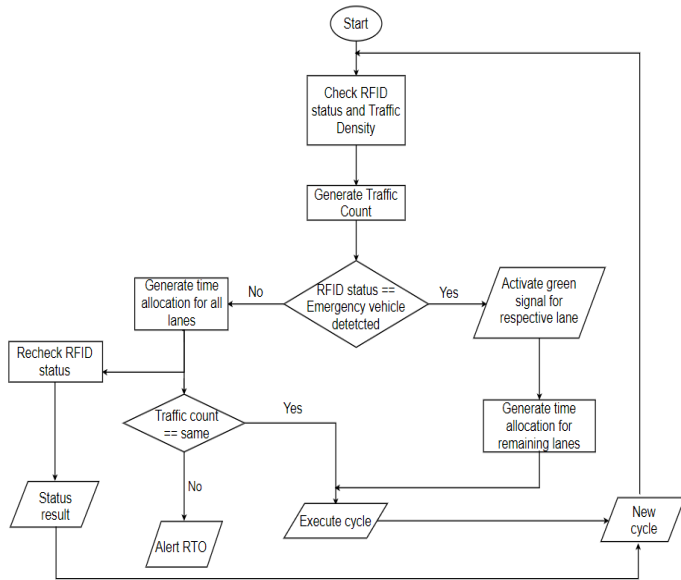 Start
Check RFID
status and Traffic
Density
Generate Traffic
Count
RFID status ==
Emergency vehicle
detetcted
No
Yes
Generate time
allocation for all
lanes
Activate green
signal for
respective lane
Recheck RFID
status
Traffic count
== same
Yes
Generate time
allocation for
remaining lanes
No
Status
result
Alert RTO
Execute cycle
New
cycle